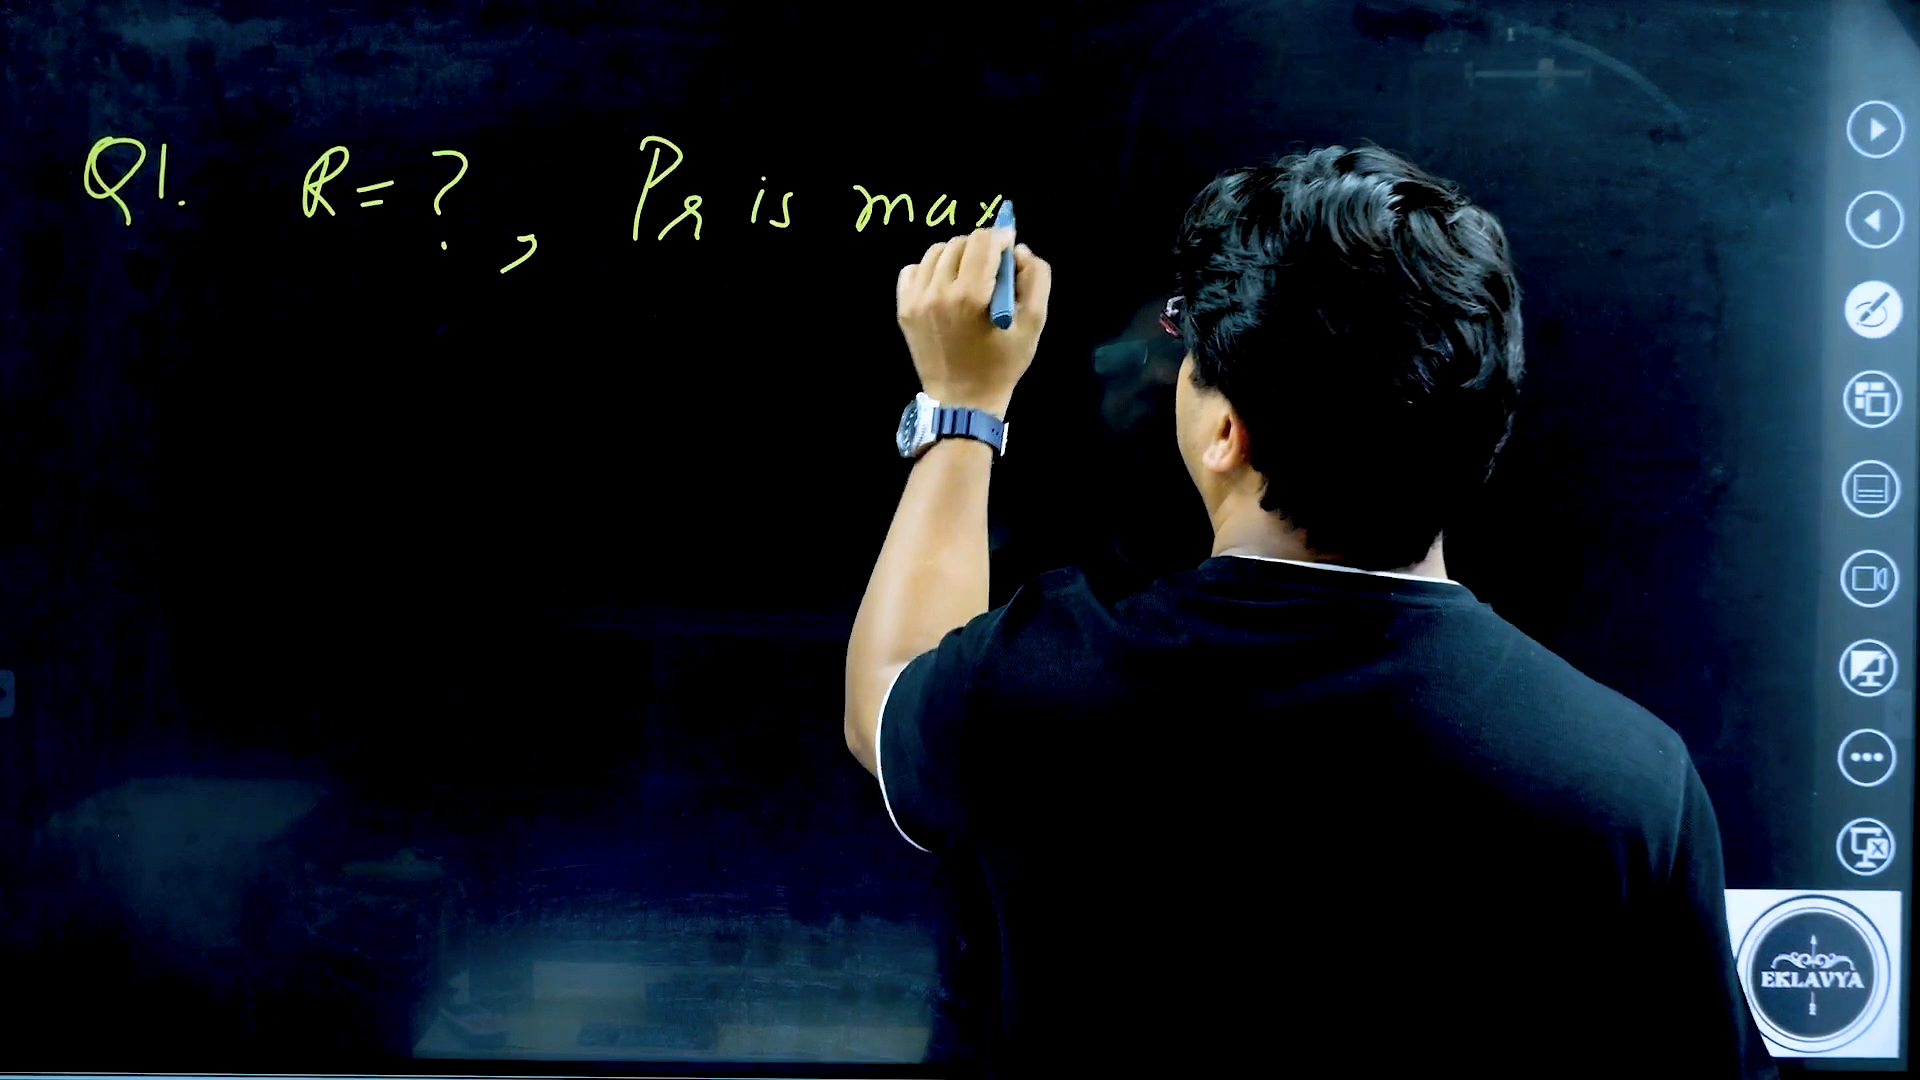 Q1. R = ?, Pr is max
EKLAVYA